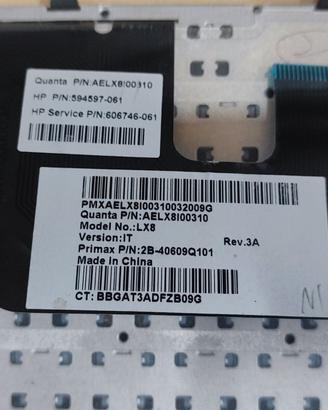 Quanta P/N:AELX8I00310
HP P/N:594597-061
HP Service P/N:606746-061
PMXAELX8I00310032009G
Quanta P/N:AELX8I00310
Model No.:LX8
Version:IT Rev.3A
Primax P/N:2B-40609Q101
Made in China
CT: BBGAT3ADFZB09G